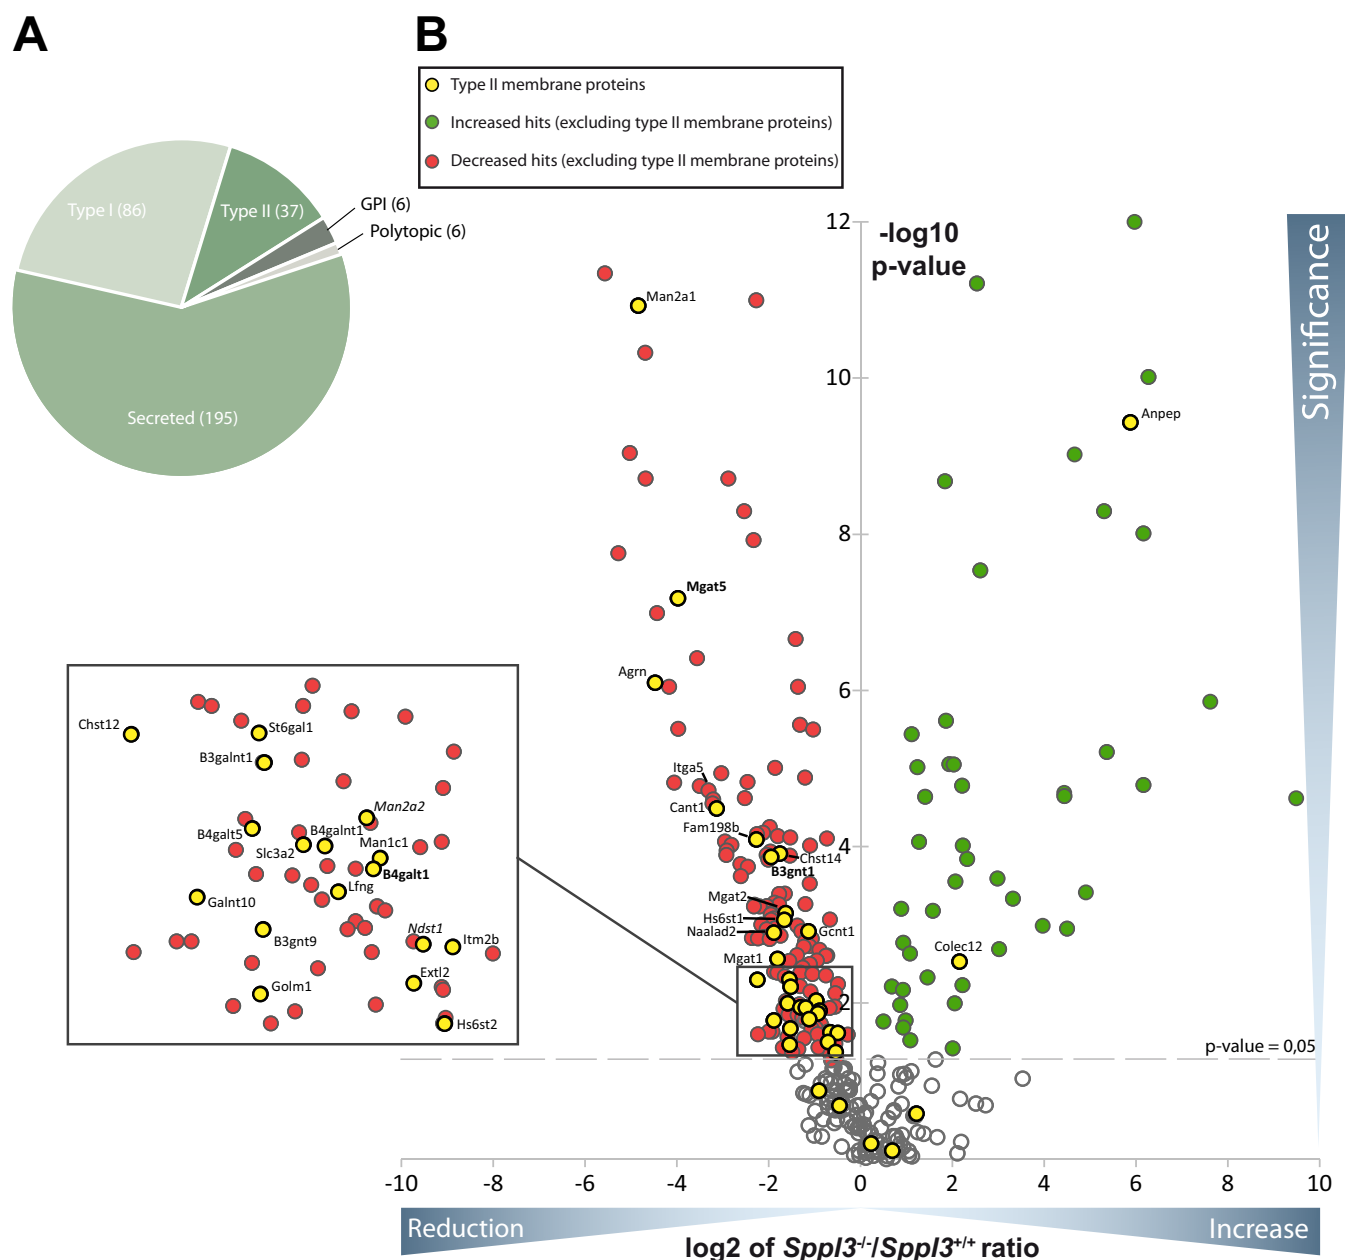 A
B
Type II membrane proteins
Increased hits (excluding type II membrane proteins)
Decreased hits (excluding type II membrane proteins)
Type I (86)
Type II (37)
GPI (6)
Polytopic (6)
Secreted (195)
-log10
p-value
Significance
12
10
8
6
4
2
Man2a1
Anpep
Mgat5
Agrn
Itga5
Cant1
Fam198b
Chst14
B3gnt1
Mgat2
Hs6st1
Naalad2
Gcnt1
Mgat1
Colec12
p-value = 0,05
Chst12
St6gal1
B3galnt1
Man2a2
B4galt5
B4galnt1
Slc3a2
Man1c1
B4galt1
Lfng
Galnt10
B3gnt9
Ndst1
Itm2b
Golm1
Extl2
Hs6st2
-10 -8 -6 -4 -2 0 2 4 6 8 10
Reduction
Increase
log2 of Sppl3-/-/Sppl3+/+ ratio